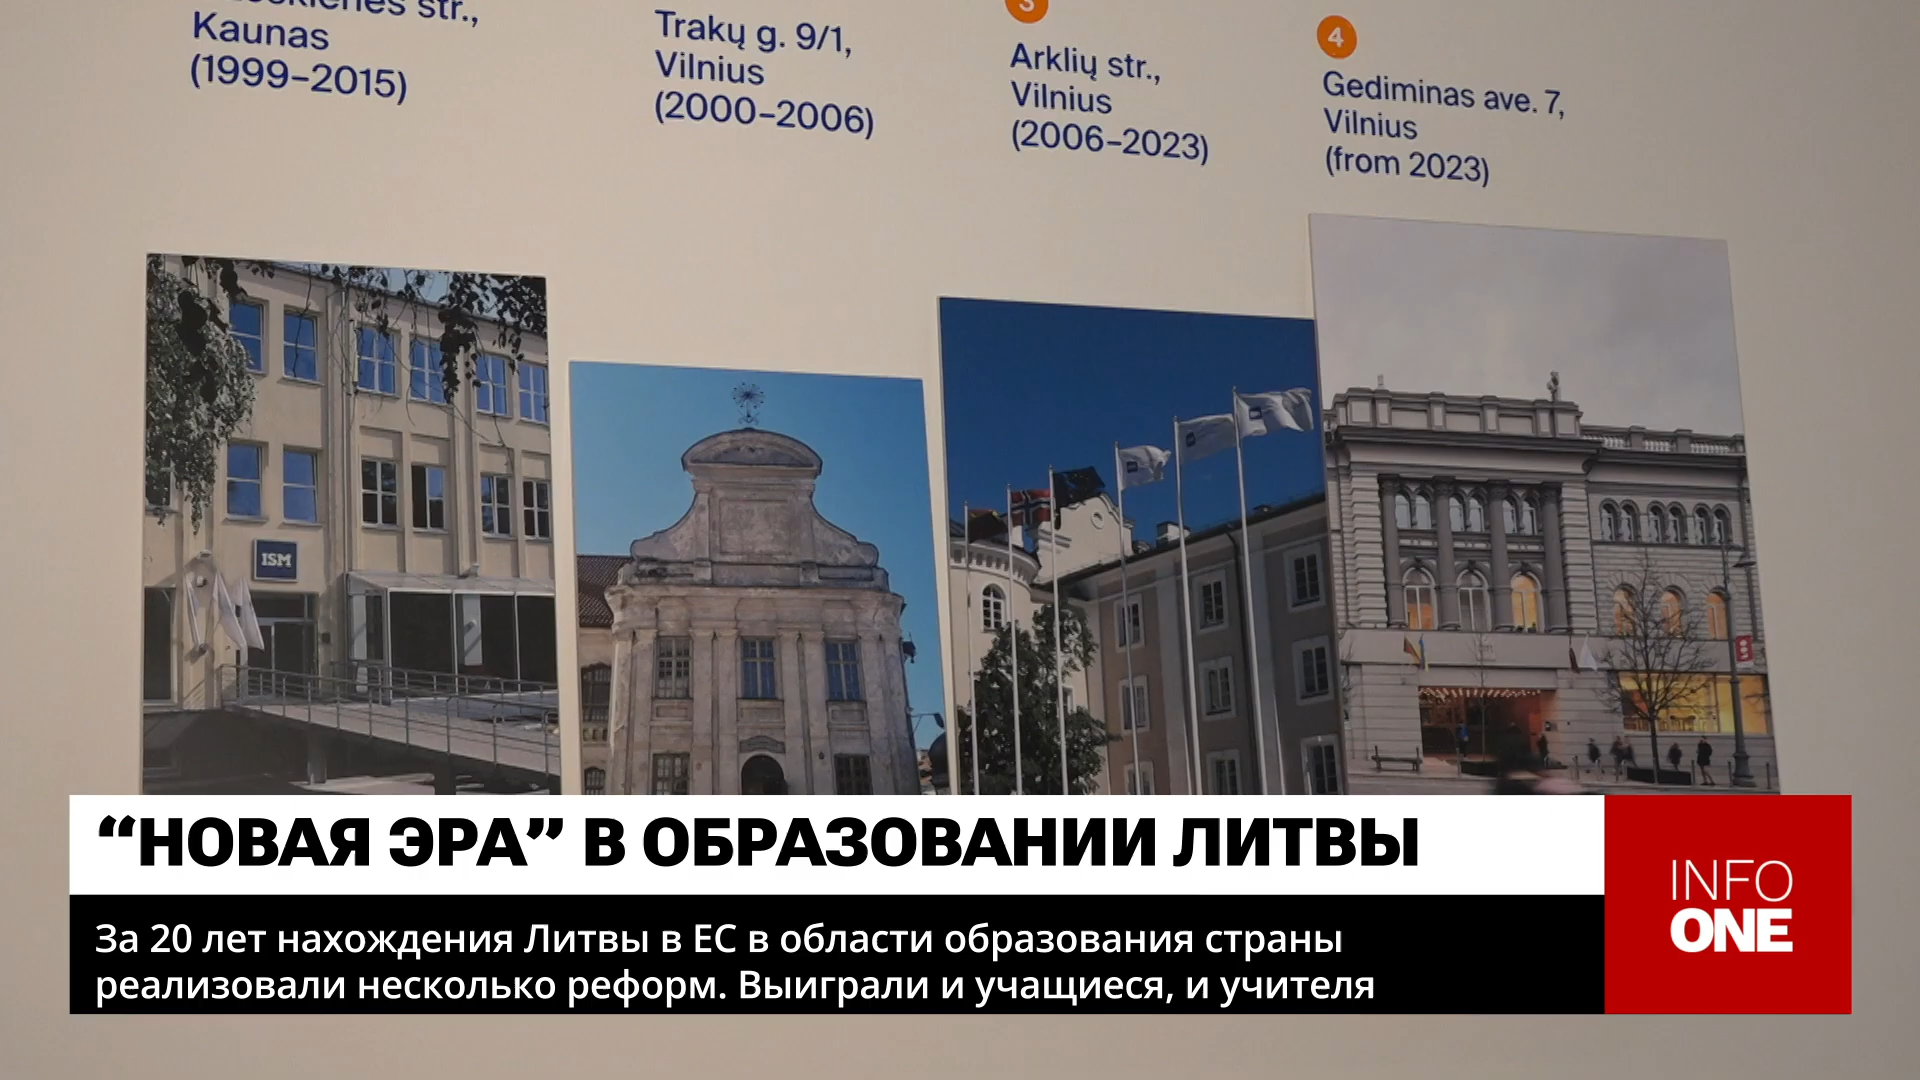 str.,
Kaunas
(1999–2015)
Trakų g. 9/1,
Vilnius
(2000–2006)
3
Arklių str.,
Vilnius
(2006–2023)
4
Gediminas ave. 7,
Vilnius
(from 2023)
ISM
“НОВАЯ ЭРА” В ОБРАЗОВАНИИ ЛИТВЫ
За 20 лет нахождения Литвы в ЕС в области образования страны
реализовали несколько реформ. Выиграли и учащиеся, и учителя
INFO
ONE